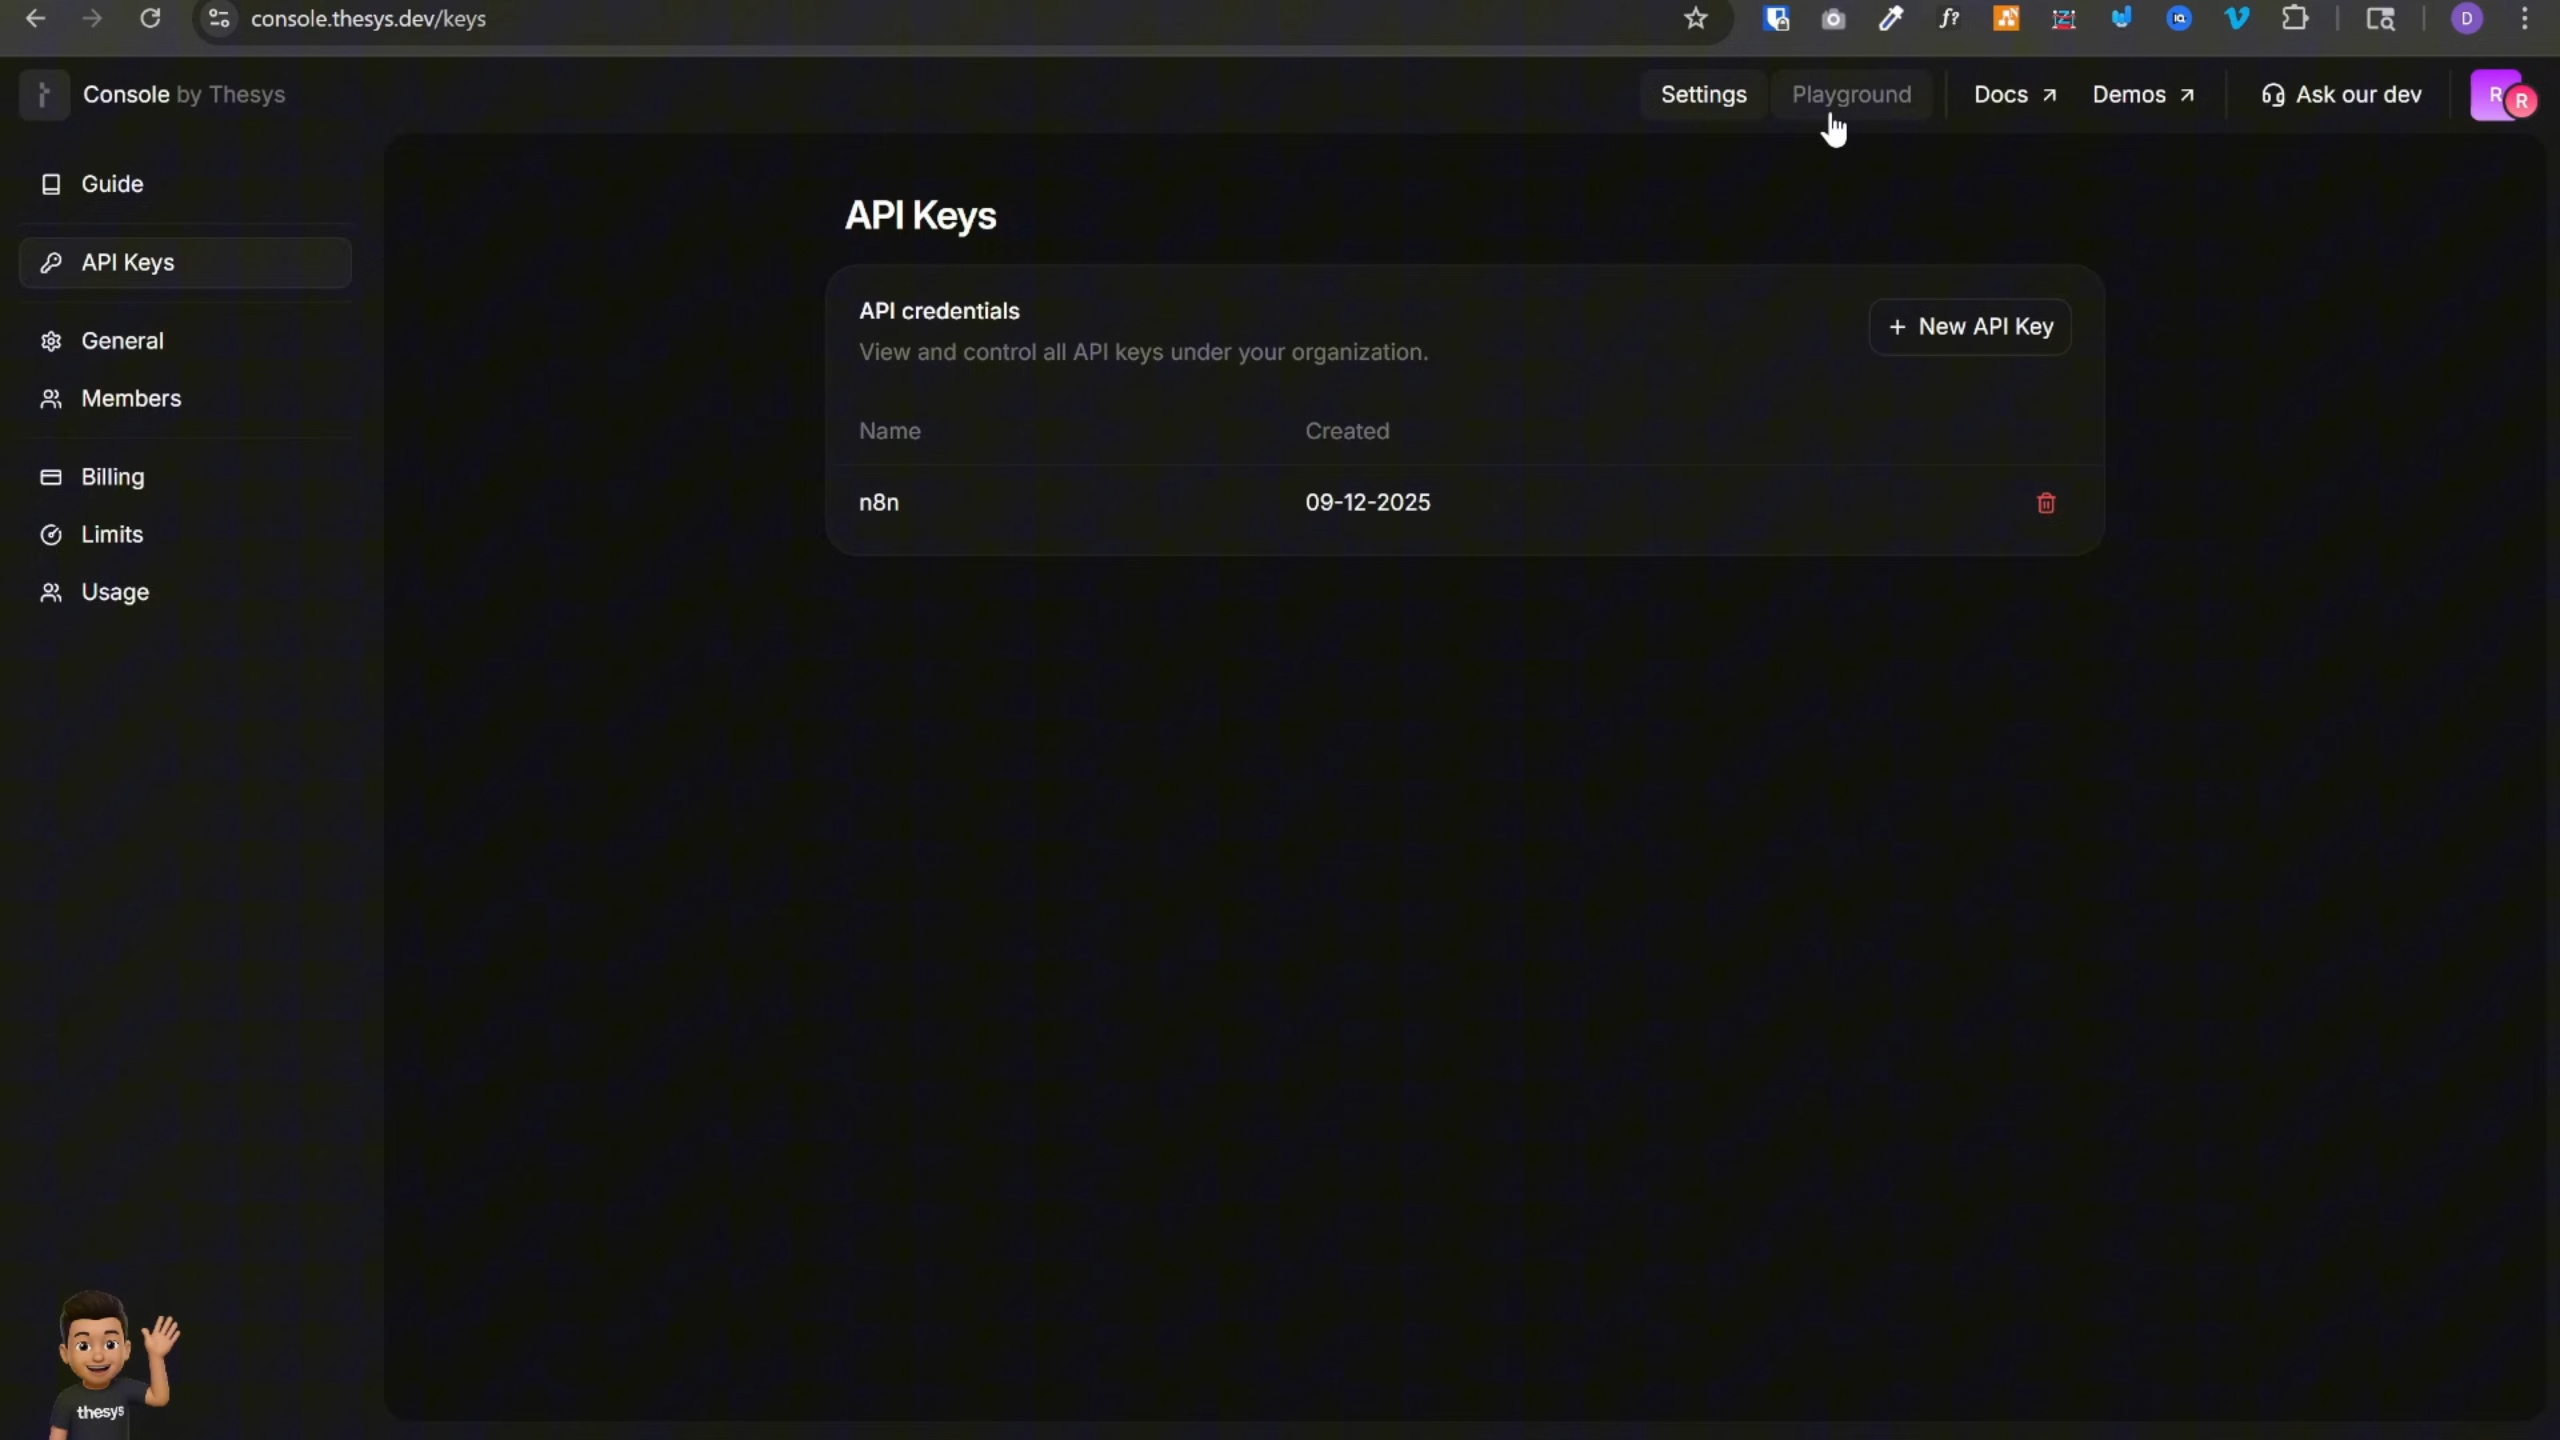 console.thesys.dev/keys
Console by Thesys
Settings
Playground
Docs
Demos
Ask our dev
R
R
D
Guide
API Keys
General
Members
Billing
Limits
Usage
API Keys
API credentials
View and control all API keys under your organization.
+ New API Key
Name Created
n8n 09-12-2025
thesys